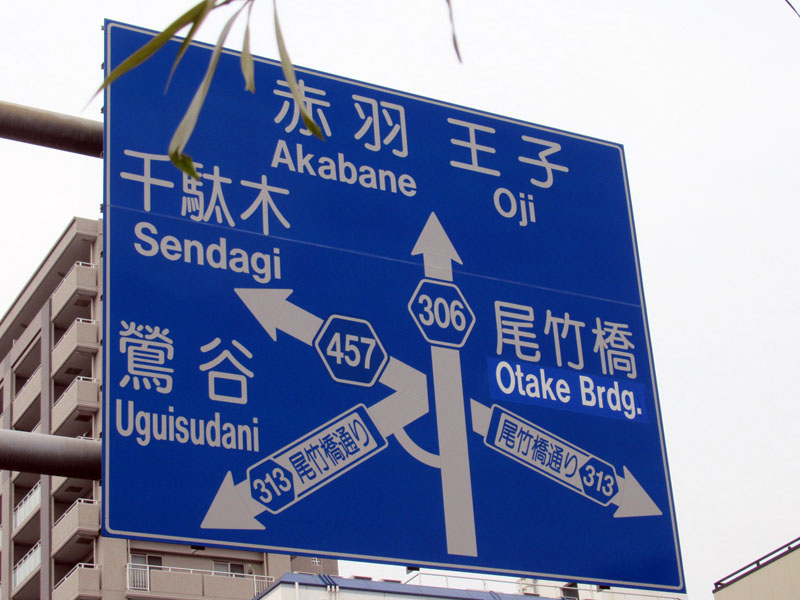 赤羽 王子
Akabane Oji
千駄木
Sendagi
306
457
尾竹橋
Otake Brdg.
鶯谷
Uguisudani
313 尾竹橋通り
尾竹橋通り 313